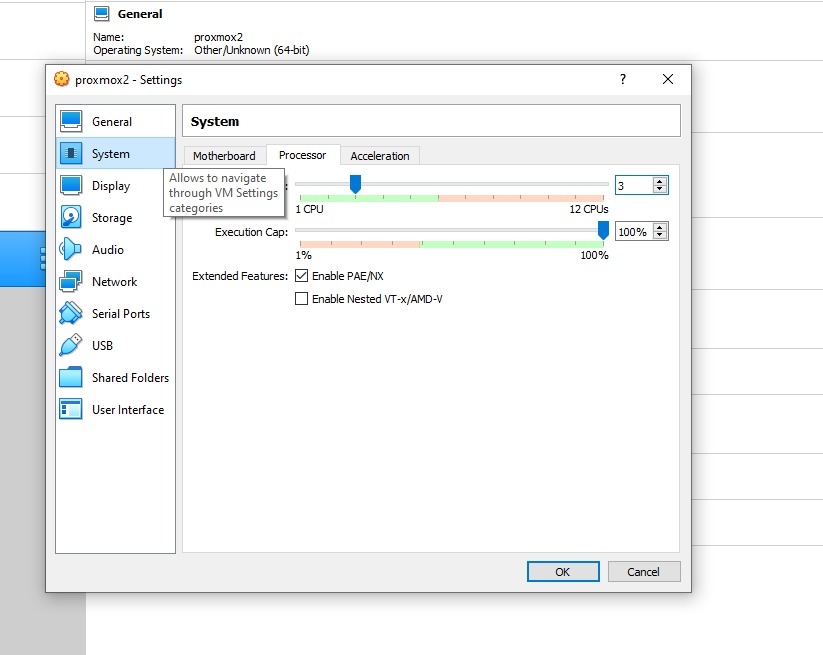 General
Name: proxmox2
Operating System: Other/Unknown (64-bit)
proxmox2 - Settings ?
General
System
Display
Storage
Audio
Network
Serial Ports
USB
Shared Folders
User Interface
System
Motherboard Processor Acceleration
Allows to navigate
through VM Settings
categories
: 3
1 CPU 12 CPUs
Execution Cap: 100%
1% 100%
Extended Features: Enable PAE/NX
Enable Nested VT-x/AMD-V
OK Cancel